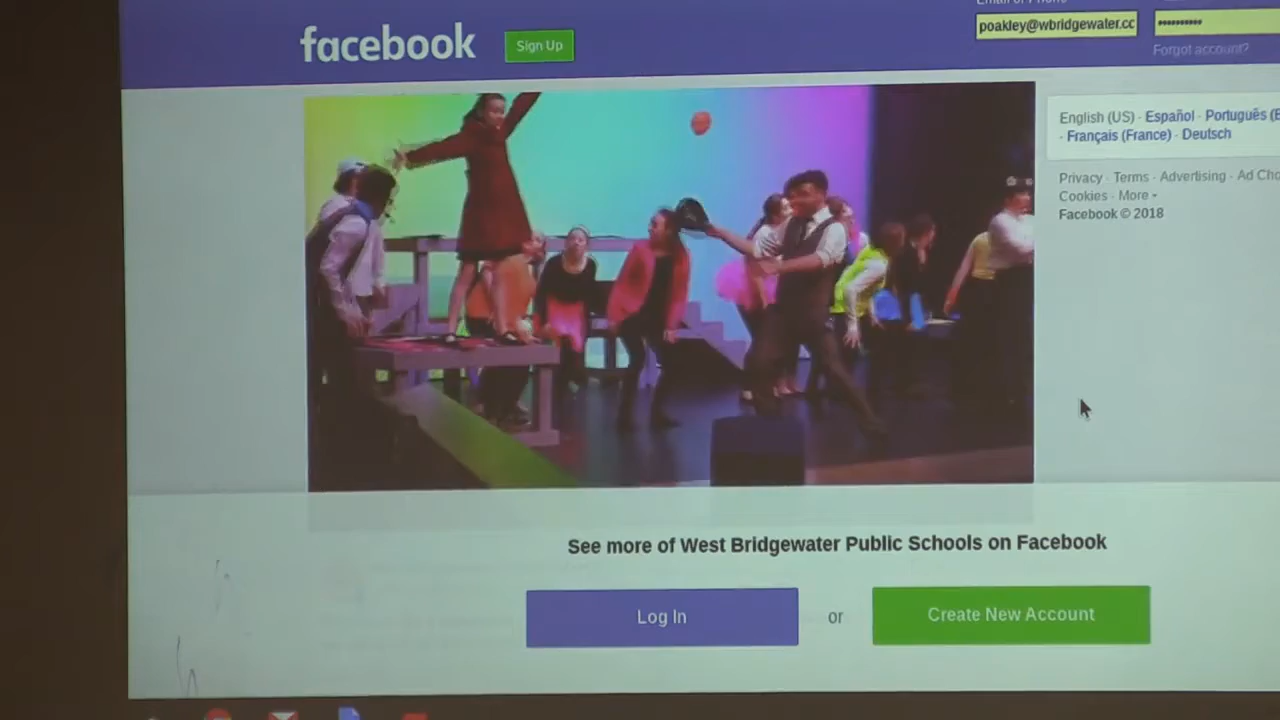 facebook
Sign Up
poakley@wbridgewater.cc
••••••••••
Forgot account?
English (US) · Español · Português
· Français (France) · Deutsch
Privacy · Terms · Advertising · Ad
Cookies · More
Facebook © 2018
See more of West Bridgewater Public Schools on Facebook
Log In
or
Create New Account